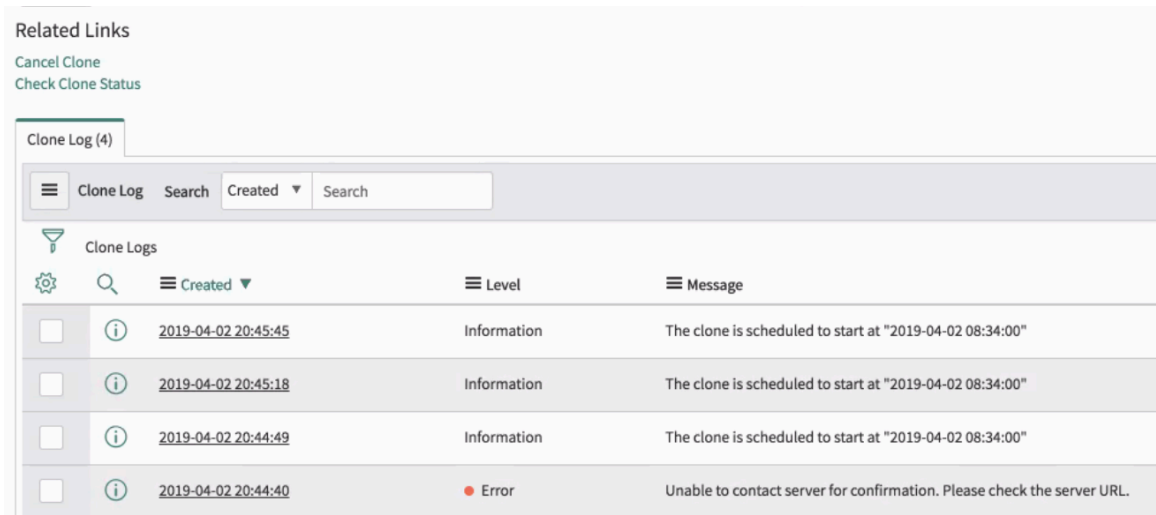 Related Links
Cancel Clone
Check Clone Status
Clone Log (4)
Clone Log Search Created ▼ Search
Clone Logs
Created ▼ Level Message
2019-04-02 20:45:45 Information The clone is scheduled to start at "2019-04-02 08:34:00"
2019-04-02 20:45:18 Information The clone is scheduled to start at "2019-04-02 08:34:00"
2019-04-02 20:44:49 Information The clone is scheduled to start at "2019-04-02 08:34:00"
2019-04-02 20:44:40 Error Unable to contact server for confirmation. Please check the server URL.